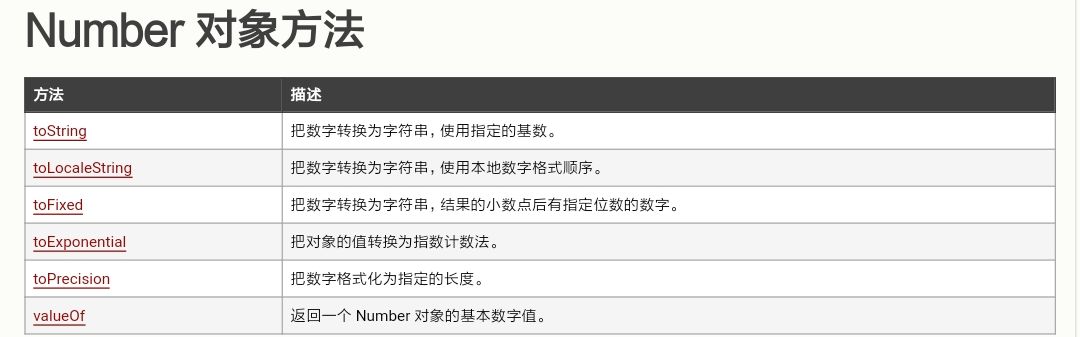 Number 对象方法
方法 描述
toString 把数字转换为字符串，使用指定的基数。
toLocaleString 把数字转换为字符串，使用本地数字格式顺序。
toFixed 把数字转换为字符串，结果的小数点后有指定位数的数字。
toExponential 把对象的值转换为指数计数法。
toPrecision 把数字格式化为指定的长度。
valueOf 返回一个 Number 对象的基本数字值。